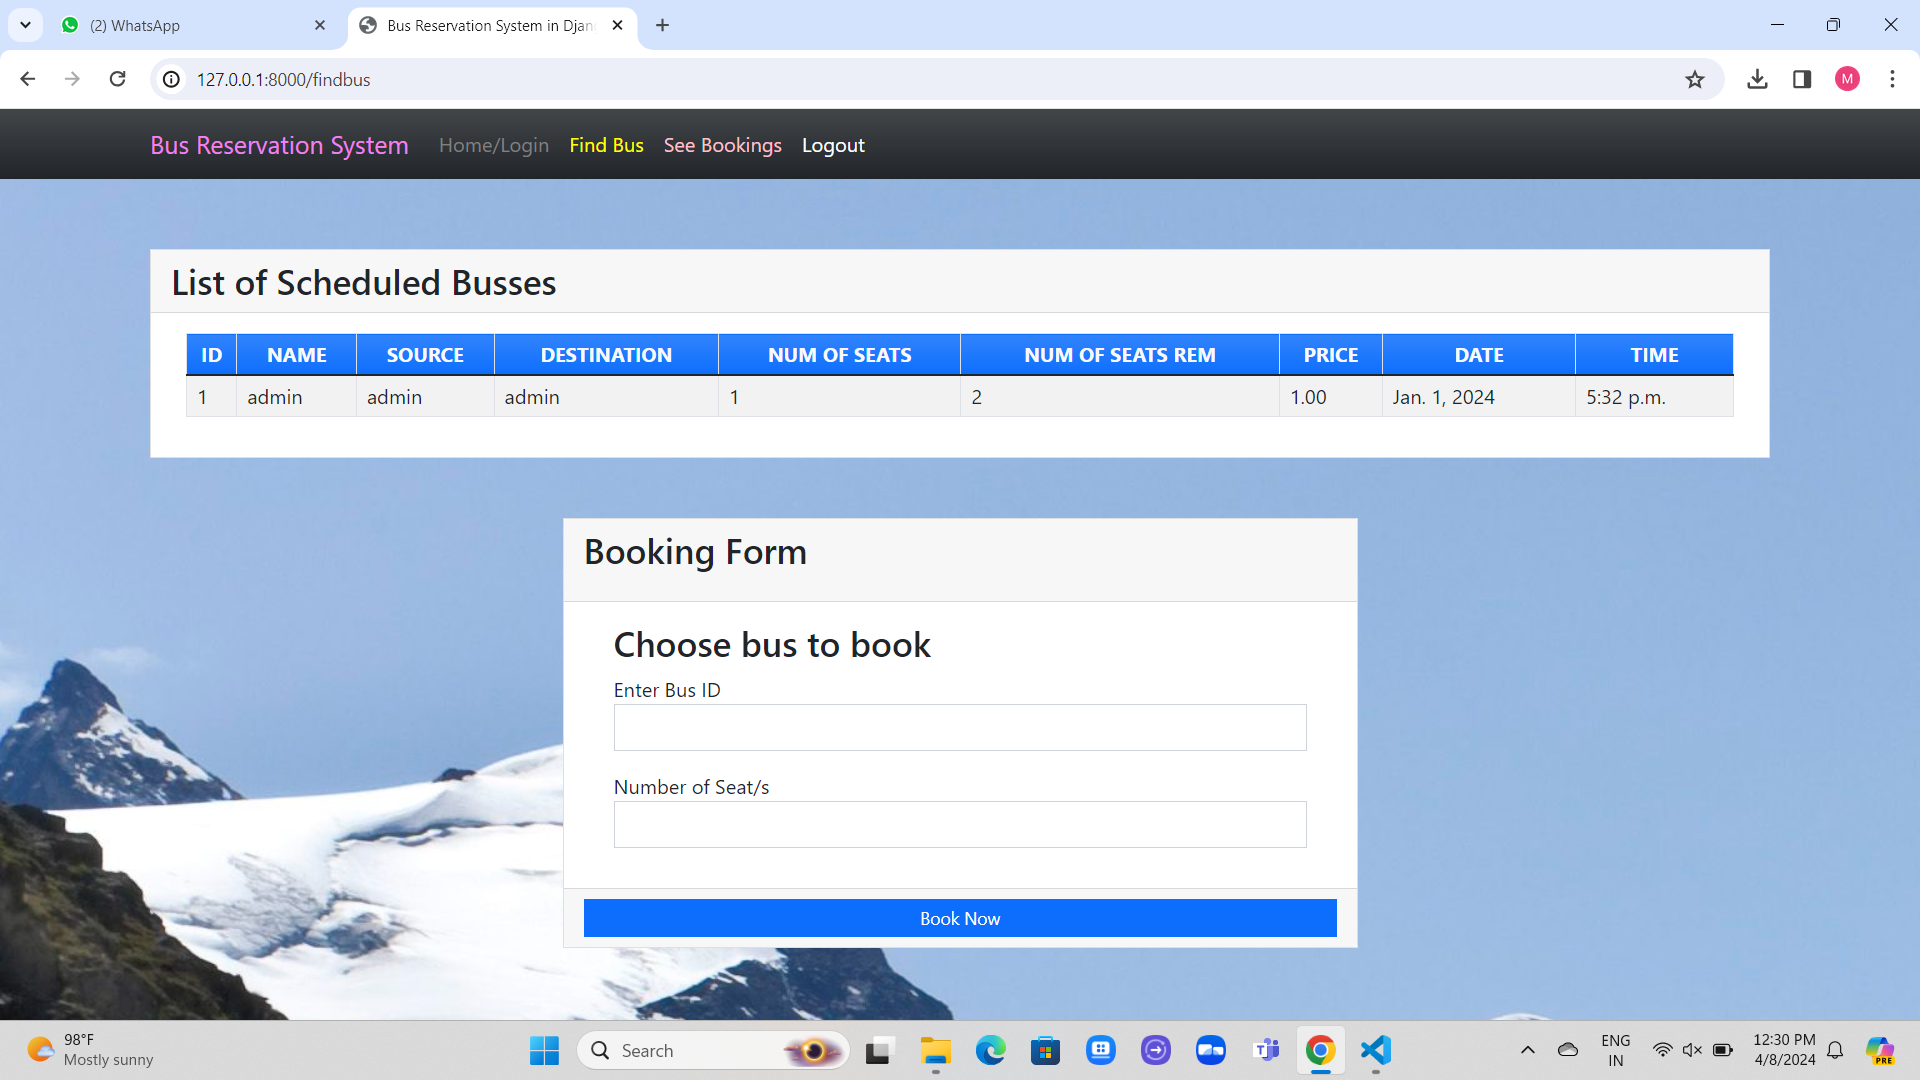 (2) WhatsApp
Bus Reservation System in Djan
127.0.0.1:8000/findbus
M
Bus Reservation System Home/Login Find Bus See Bookings Logout
List of Scheduled Busses
ID NAME SOURCE DESTINATION NUM OF SEATS NUM OF SEATS REM PRICE DATE TIME
1 admin admin admin 1 2 1.00 Jan. 1, 2024 5:32 p.m.
Booking Form
Choose bus to book
Enter Bus ID
Number of Seat/s
Book Now
98°F
Mostly sunny
Search
ENG
IN
12:30 PM
4/8/2024
PRE